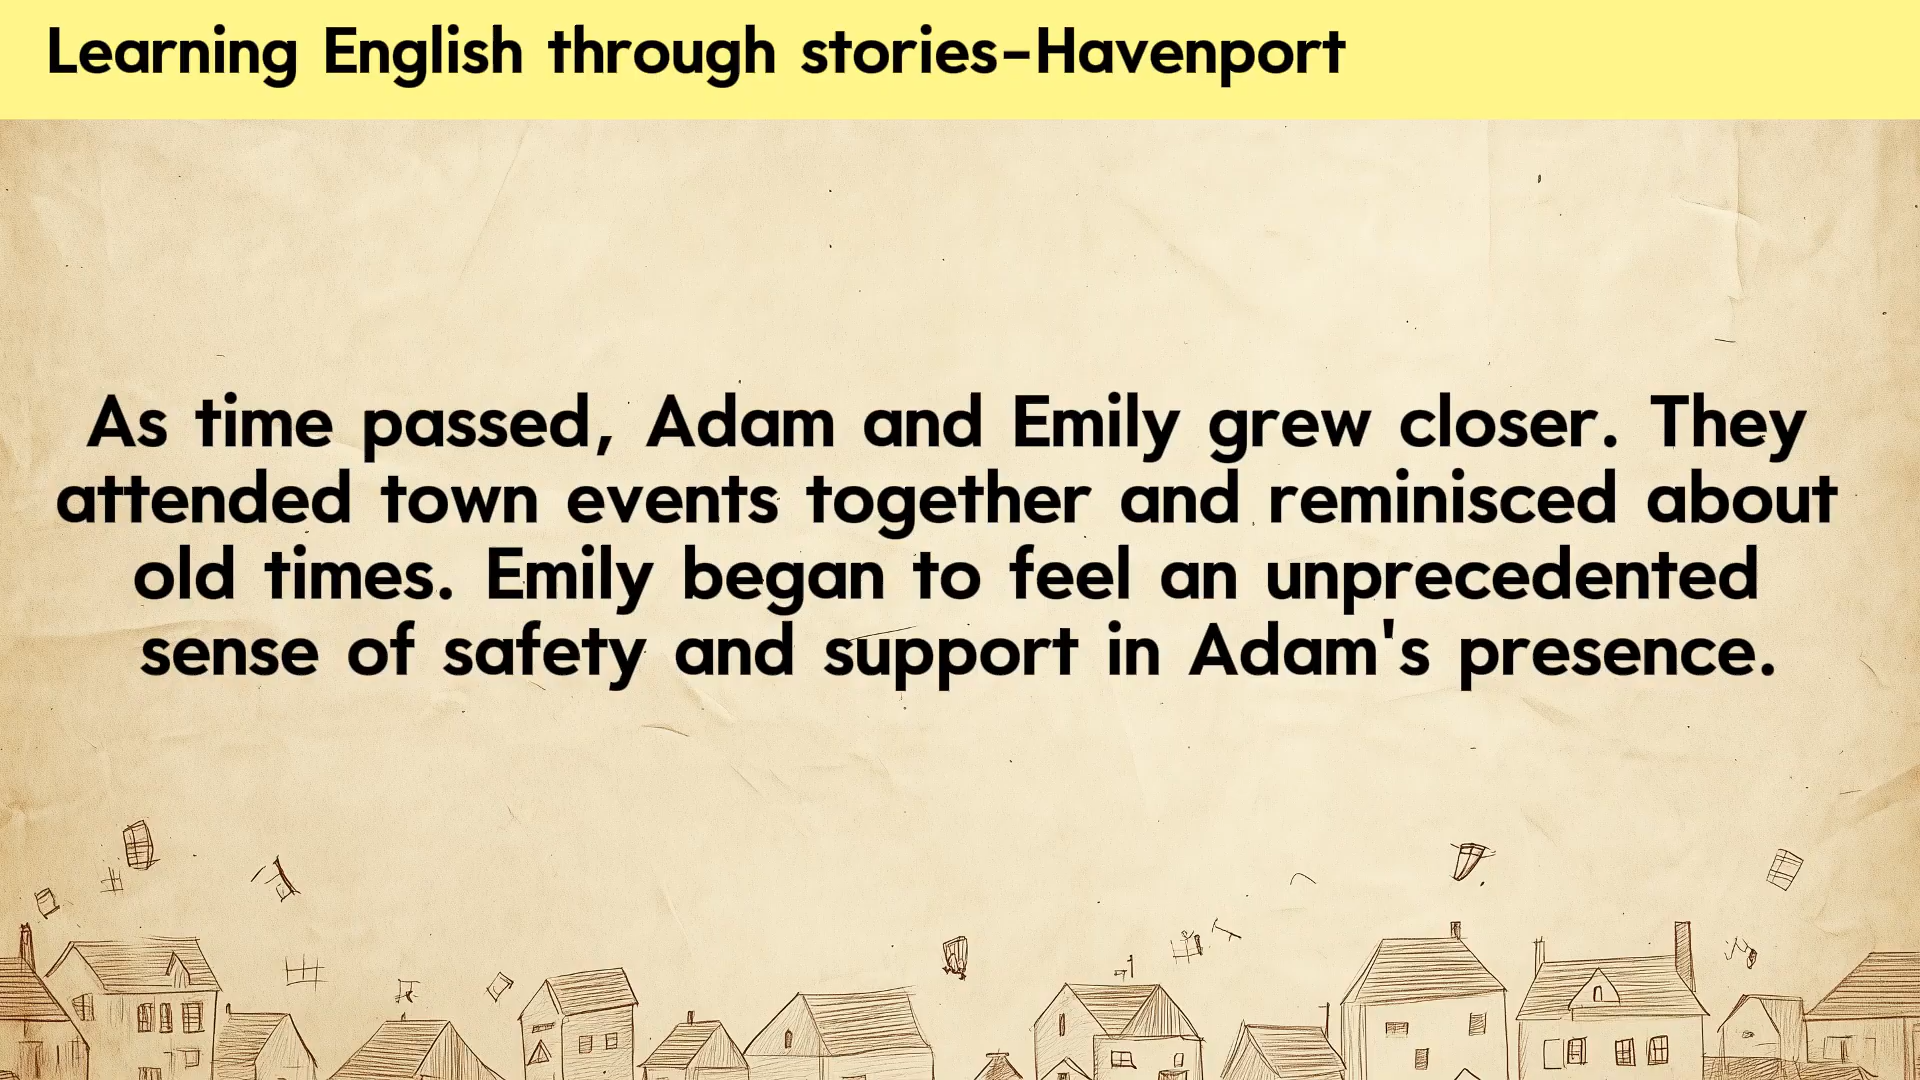 Learning English through stories-Havenport
As time passed, Adam and Emily grew closer. They
attended town events together and reminisced about
old times. Emily began to feel an unprecedented
sense of safety and support in Adam's presence.